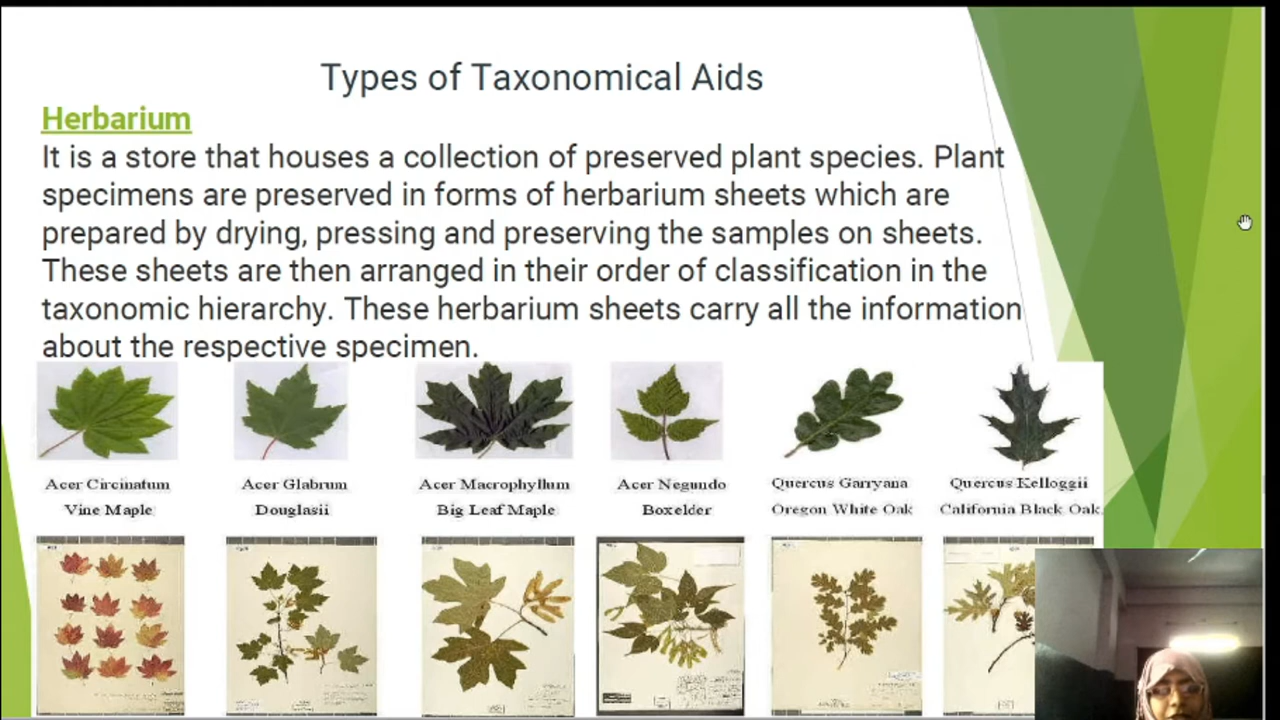 Types of Taxonomical Aids
Herbarium
It is a store that houses a collection of preserved plant species. Plant
specimens are preserved in forms of herbarium sheets which are
prepared by drying, pressing and preserving the samples on sheets.
These sheets are then arranged in their order of classification in the
taxonomic hierarchy. These herbarium sheets carry all the information
about the respective specimen.
Acer Circinatum
Vine Maple
Acer Glabrum
Douglasii
Acer Macrophyllum
Big Leaf Maple
Acer Negundo
Boxelder
Quercus Garryana
Oregon White Oak
Quercus Kelloggii
California Black Oak